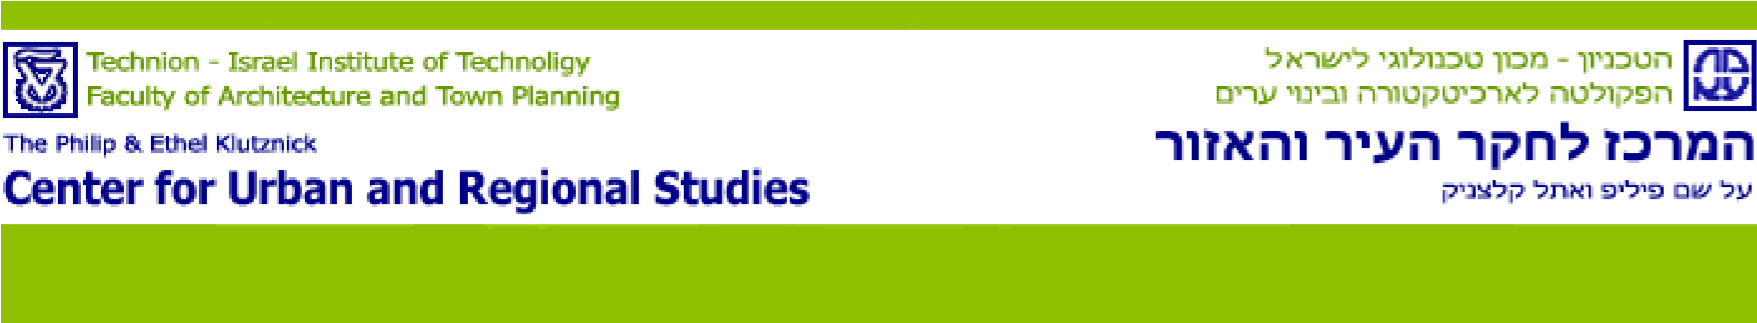 Technion - Israel Institute of Technoligy
Faculty of Architecture and Town Planning
The Philip & Ethel Klutznick
Center for Urban and Regional Studies
הטכניון - מכון טכנולוגי לישראל
הפקולטה לארכיטקטורה ובינוי ערים
המרכז לחקר העיר והאזור
על שם פיליפ ואתל קלצניק